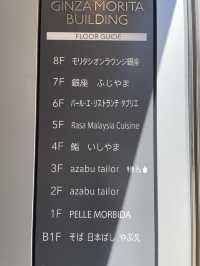 GINZA MORITA
BUILDING
FLOOR GUIDE
8F モリタシオンラウンジ銀座
7F 銀座 ふじやま
6F バール・エ・リストランテ タブリエ
5F Rasa Malaysia Cuisine
4F 鮨 いしやま
3F azabu tailor
2F azabu tailor
1F PELLE MORBIDA
B1F そば 日本ばし やぶ久